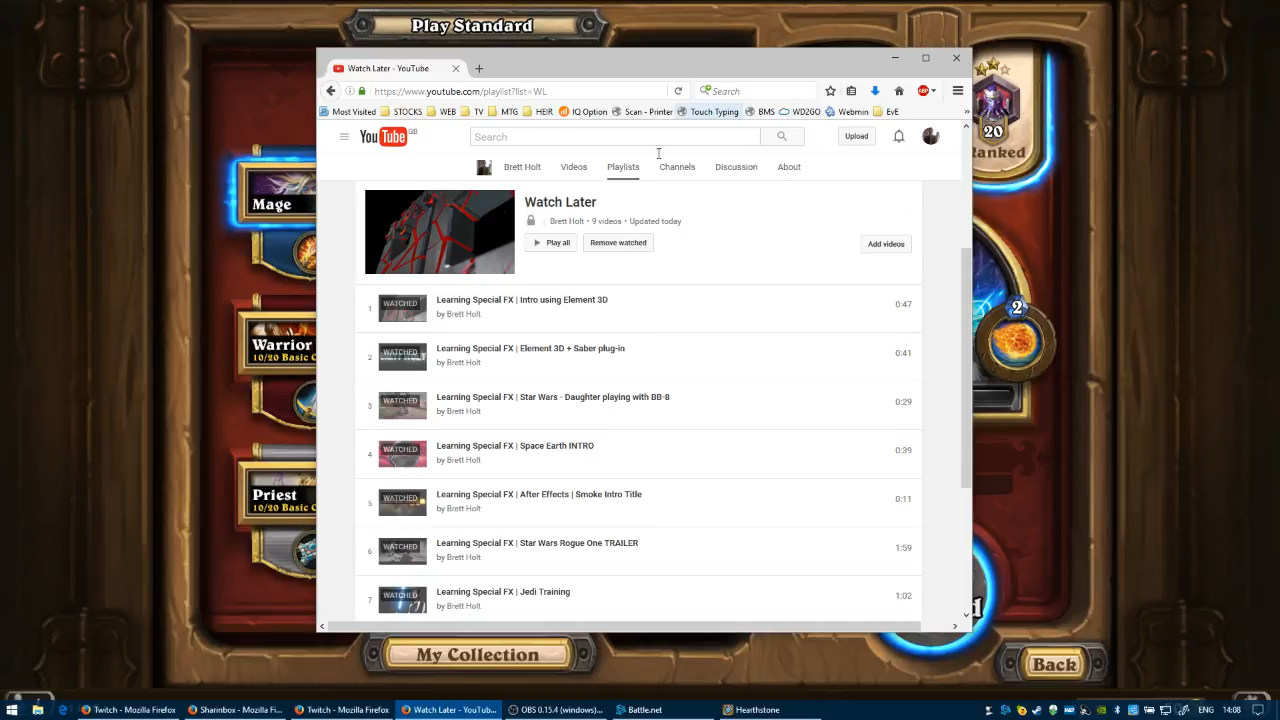 Play Standard
Watch Later - YouTube
https://www.youtube.com/playlist?list=WL
Search
ABP
Most Visited STOCKS WEB TV MTG HEIR IQ Option Scan - Printer Touch Typing BMS WD2GO Webmin EvE
YouTube GB
Search
Upload
Brett Holt Videos Playlists Channels Discussion About
Watch Later
Brett Holt • 9 videos • Updated today
Play all Remove watched Add videos
1 WATCHED Learning Special FX | Intro using Element 3D 0:47
by Brett Holt
2 WATCHED Learning Special FX | Element 3D + Saber plug-in 0:41
by Brett Holt
3 WATCHED Learning Special FX | Star Wars - Daughter playing with BB-8 0:29
by Brett Holt
4 WATCHED Learning Special FX | Space Earth INTRO 0:39
by Brett Holt
5 WATCHED Learning Special FX | After Effects | Smoke Intro Title 0:11
by Brett Holt
6 WATCHED Learning Special FX | Star Wars Rogue One TRAILER 1:59
by Brett Holt
7 WATCHED Learning Special FX | Jedi Training 1:02
by Brett Holt
Mage
Warrior
10/20 Basic C
Priest
10/20 Basic C
20
Ranked
2
d
My Collection
Back
Twitch - Mozilla Firefox Sharinbox - Mozilla Fi... Twitch - Mozilla Firefox Watch Later - YouTub... OBS 0.15.4 (windows)... Battle.net Hearthstone ENG 14:08